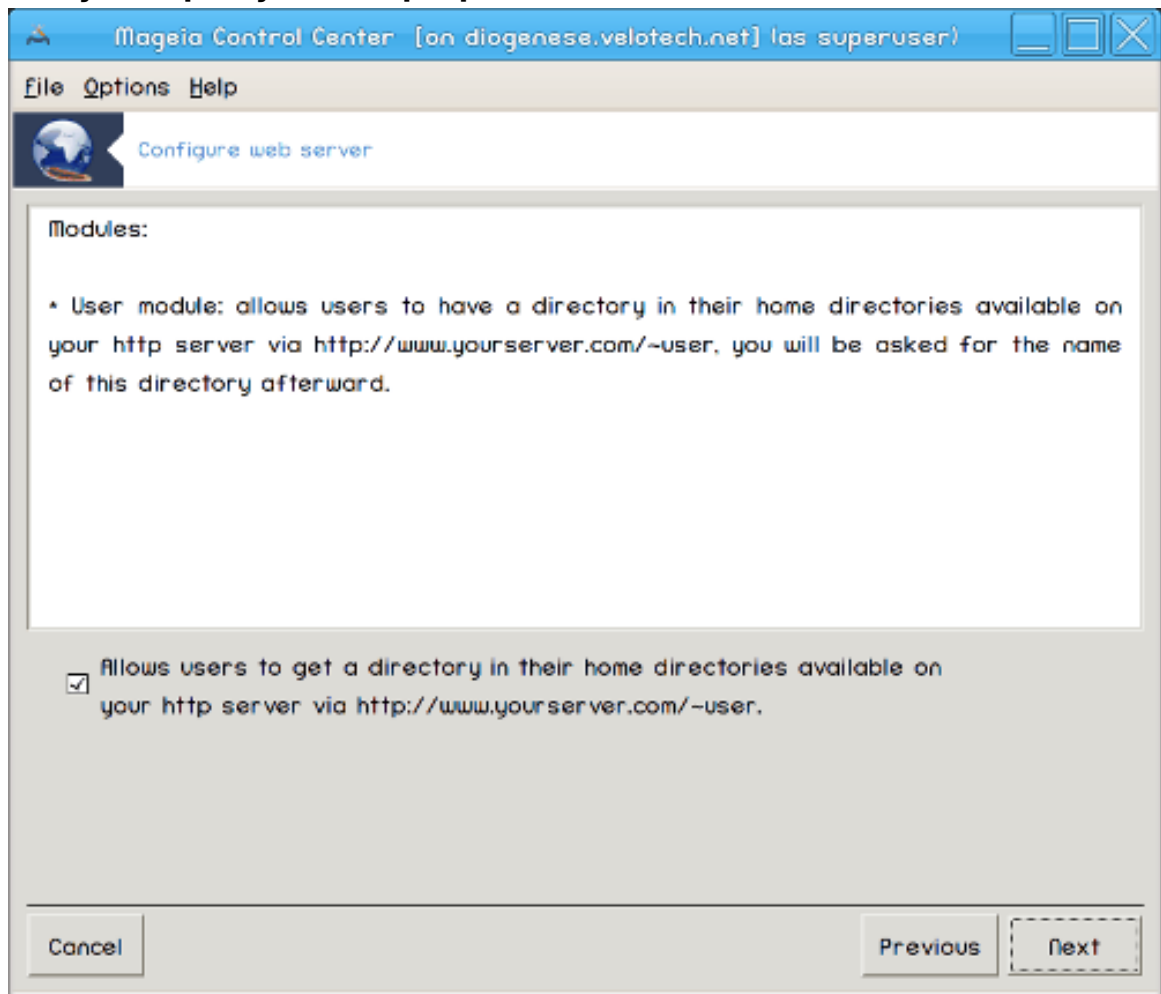 Mageia Control Center [on diogenese.velotech.net] (as superuser)
File Options Help
Configure web server
Modules:
* User module: allows users to have a directory in their home directories available on
your http server via http://www.yourserver.com/~user, you will be asked for the name
of this directory afterward.
Allows users to get a directory in their home directories available on
your http server via http://www.yourserver.com/~user.
Cancel Previous Next